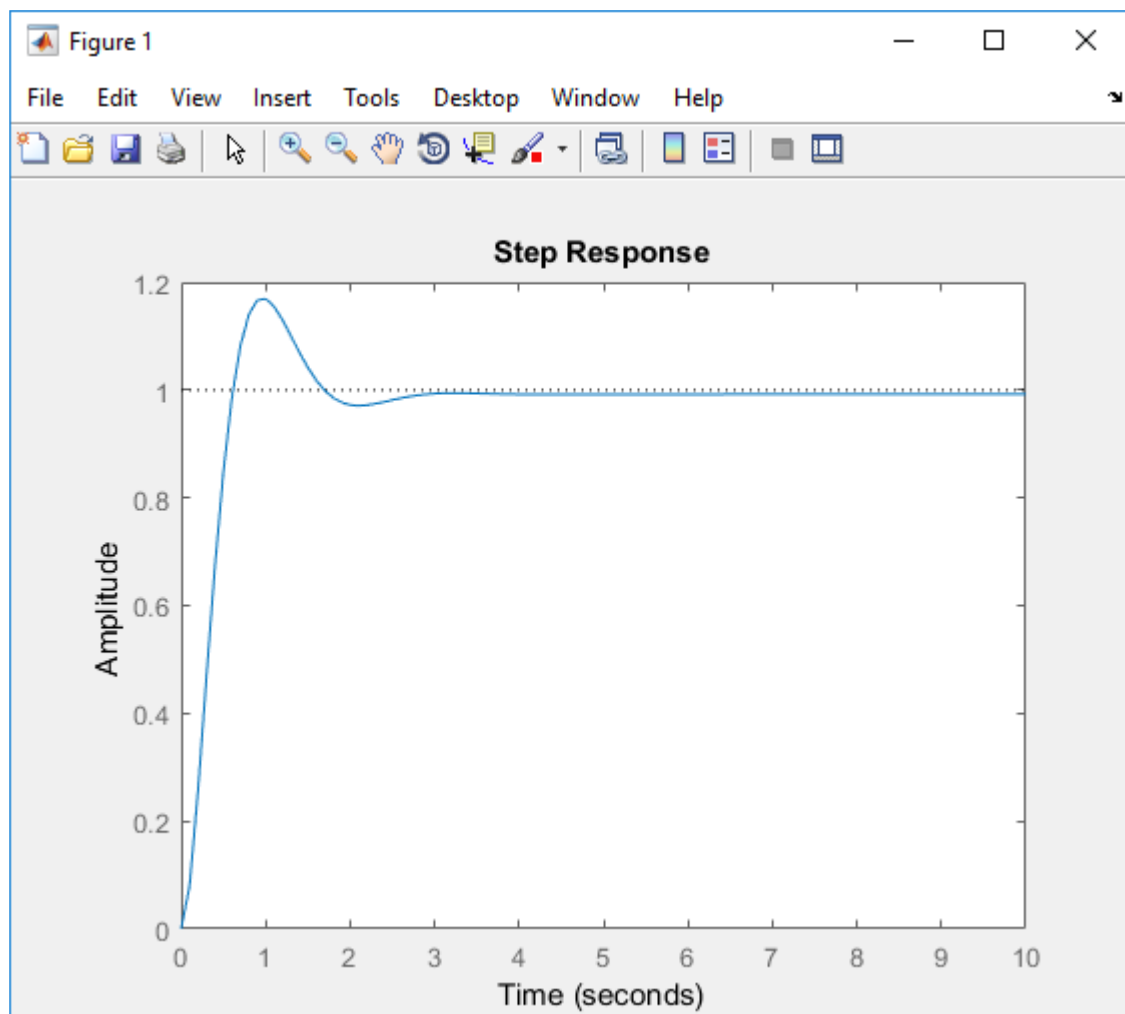 Figure 1
File Edit View Insert Tools Desktop Window Help
Step Response
1.2
1
0.8
0.6
0.4
0.2
0
Amplitude
0 1 2 3 4 5 6 7 8 9 10
Time (seconds)